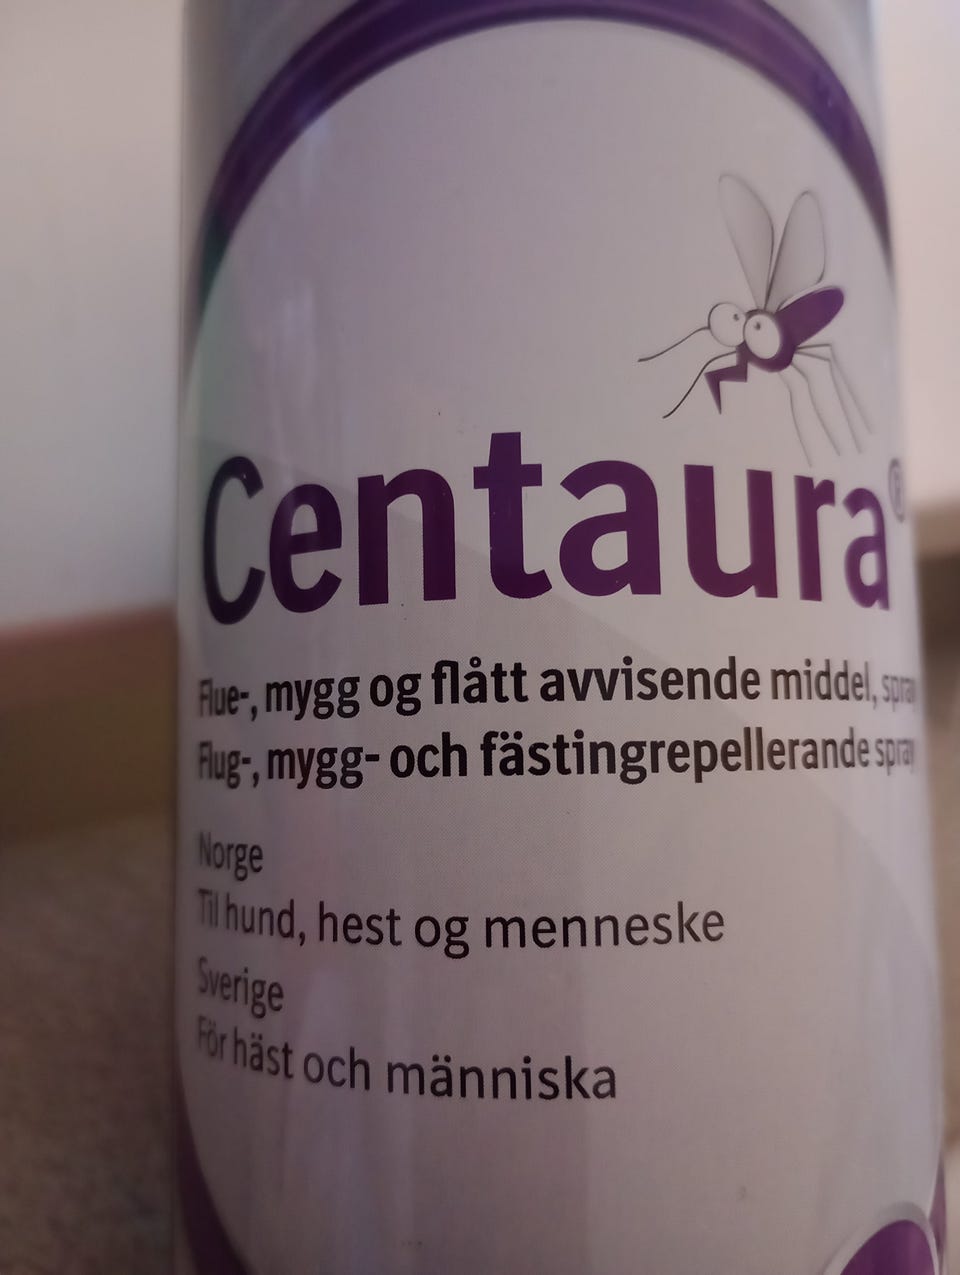 Centaura®
Flue-, mygg og flått avvisende middel, spray
Flug-, mygg- och fästingrepellerande spray
Norge
Til hund, hest og menneske
Sverige
För häst och människa